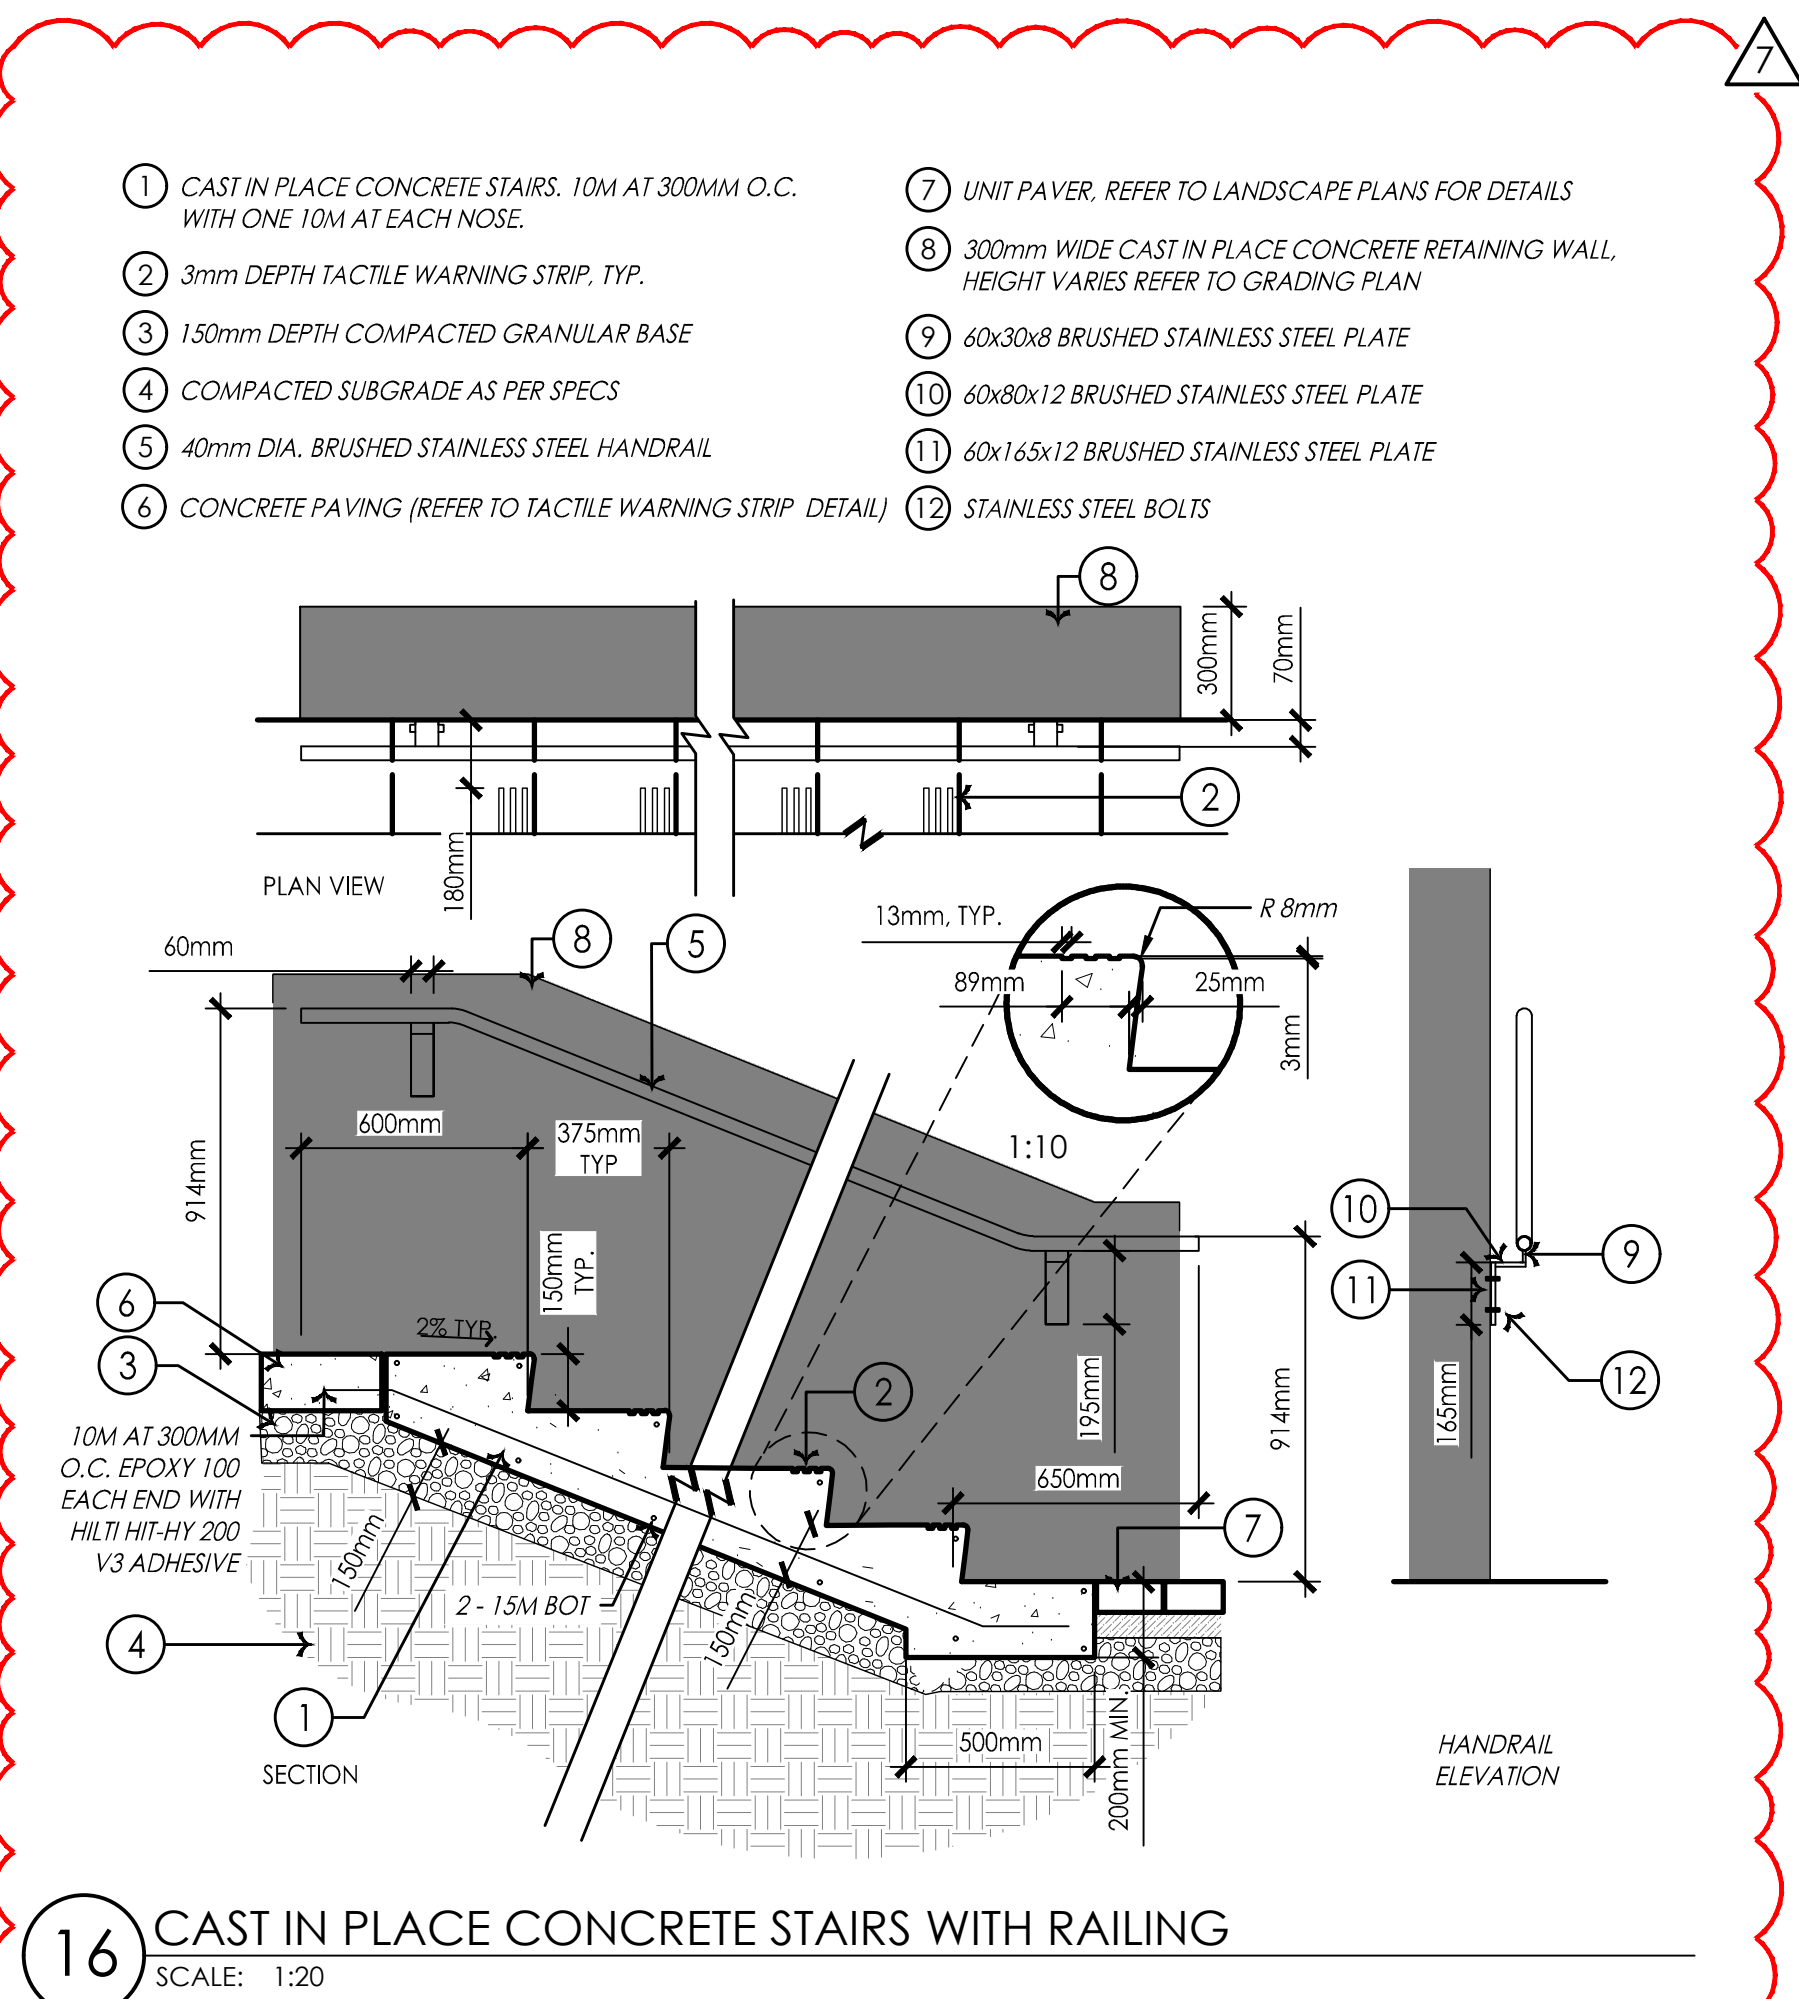 7
1 CAST IN PLACE CONCRETE STAIRS. 10M AT 300MM O.C.
WITH ONE 10M AT EACH NOSE.
2 3mm DEPTH TACTILE WARNING STRIP, TYP.
3 150mm DEPTH COMPACTED GRANULAR BASE
4 COMPACTED SUBGRADE AS PER SPECS
5 40mm DIA. BRUSHED STAINLESS STEEL HANDRAIL
6 CONCRETE PAVING (REFER TO TACTILE WARNING STRIP DETAIL)
7 UNIT PAVER, REFER TO LANDSCAPE PLANS FOR DETAILS
8 300mm WIDE CAST IN PLACE CONCRETE RETAINING WALL,
HEIGHT VARIES REFER TO GRADING PLAN
9 60x30x8 BRUSHED STAINLESS STEEL PLATE
10 60x80x12 BRUSHED STAINLESS STEEL PLATE
11 60x165x12 BRUSHED STAINLESS STEEL PLATE
12 STAINLESS STEEL BOLTS
8
300mm
70mm
2
180mm
PLAN VIEW
13mm, TYP.
R 8mm
89mm
25mm
3mm
1:10
60mm
8
5
914mm
600mm
375mm
TYP
150mm
TYP.
2% TYP.
6
3
10M AT 300MM
O.C. EPOXY 100
EACH END WITH
HILTI HIT-HY 200
V3 ADHESIVE
150mm
2 - 15M BOT
150mm
4
1
SECTION
2
195mm
914mm
650mm
7
500mm
200mm MIN.
10
9
11
12
165mm
HANDRAIL
ELEVATION
16
CAST IN PLACE CONCRETE STAIRS WITH RAILING
SCALE: 1:20